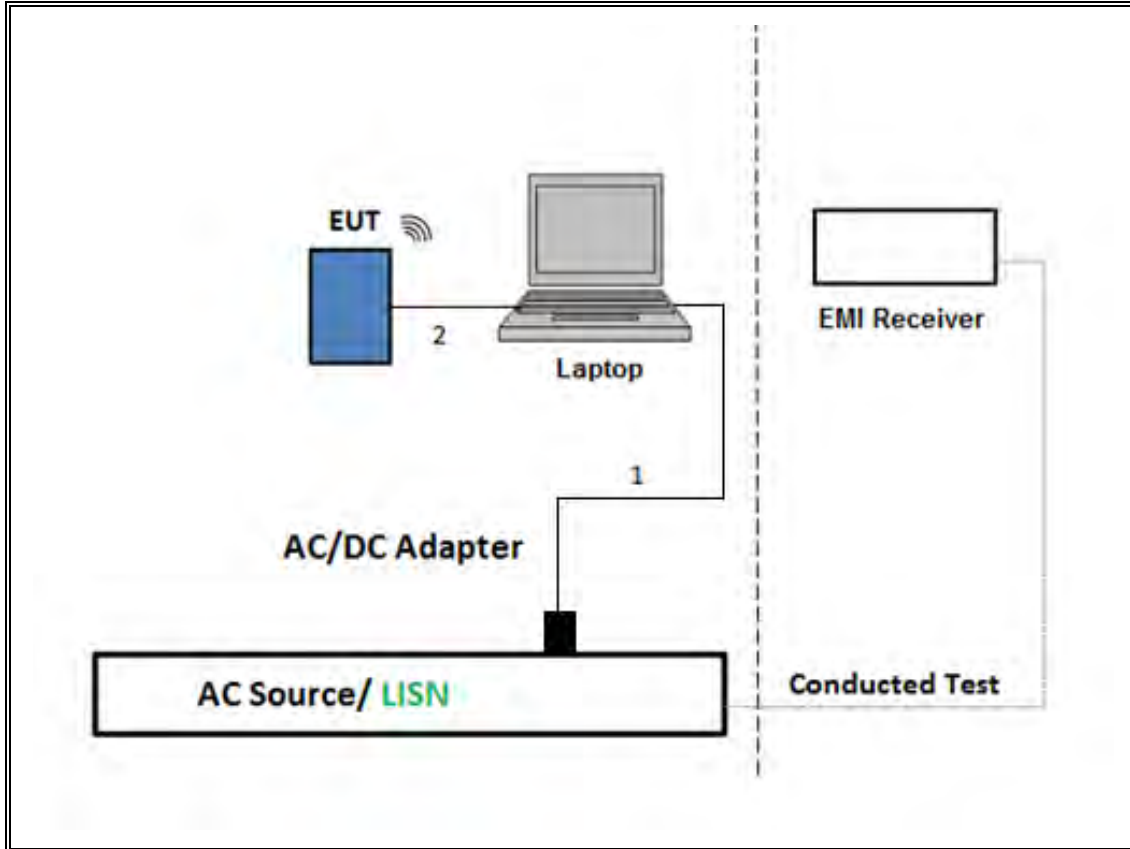 EUT
2
Laptop
EMI Receiver
1
AC/DC Adapter
AC Source/ LISN
Conducted Test